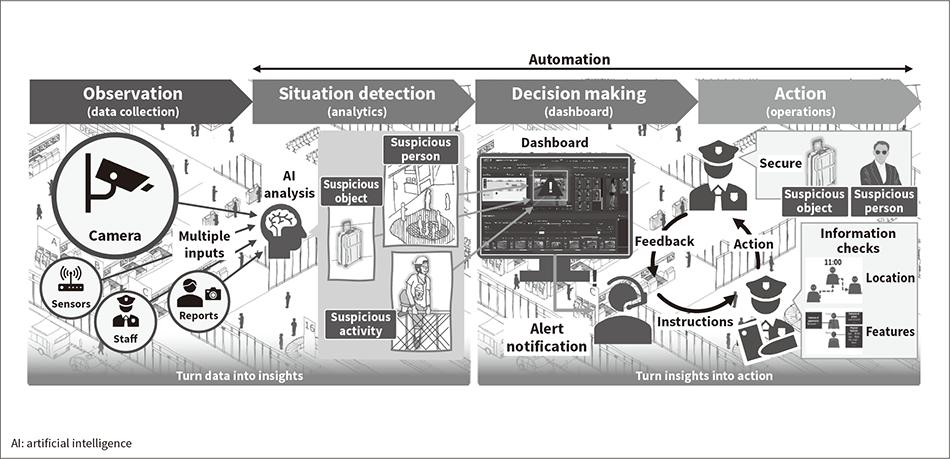 Automation
Observation
(data collection)
Situation detection
(analytics)
Decision making
(dashboard)
Action
(operations)
Camera
Sensors
Staff
Reports
Multiple
inputs
AI
analysis
Suspicious
person
Suspicious
object
Suspicious
activity
Dashboard
Alert
notification
Feedback
Action
Instructions
Secure
Suspicious
object
Suspicious
person
Information
checks
11:00
Location
Features
Turn data into insights
Turn insights into action
AI: artificial intelligence